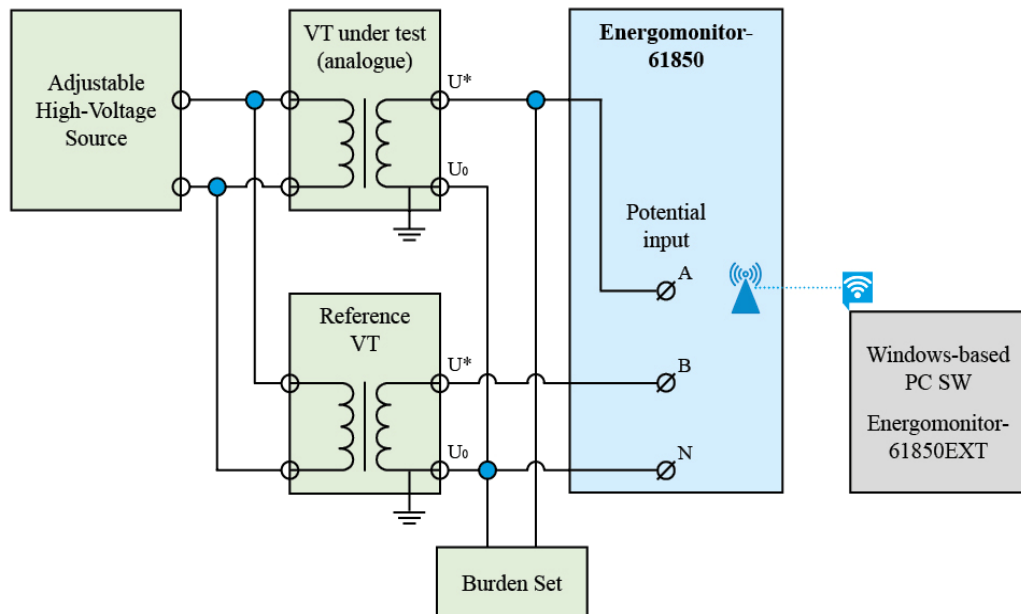 Adjustable
High-Voltage
Source
VT under test
(analogue)
U*
U₀
Energomonitor-
61850
Potential
input
A
Reference
VT
U*
B
U₀
N
Windows-based
PC SW
Energomonitor-
61850EXT
Burden Set